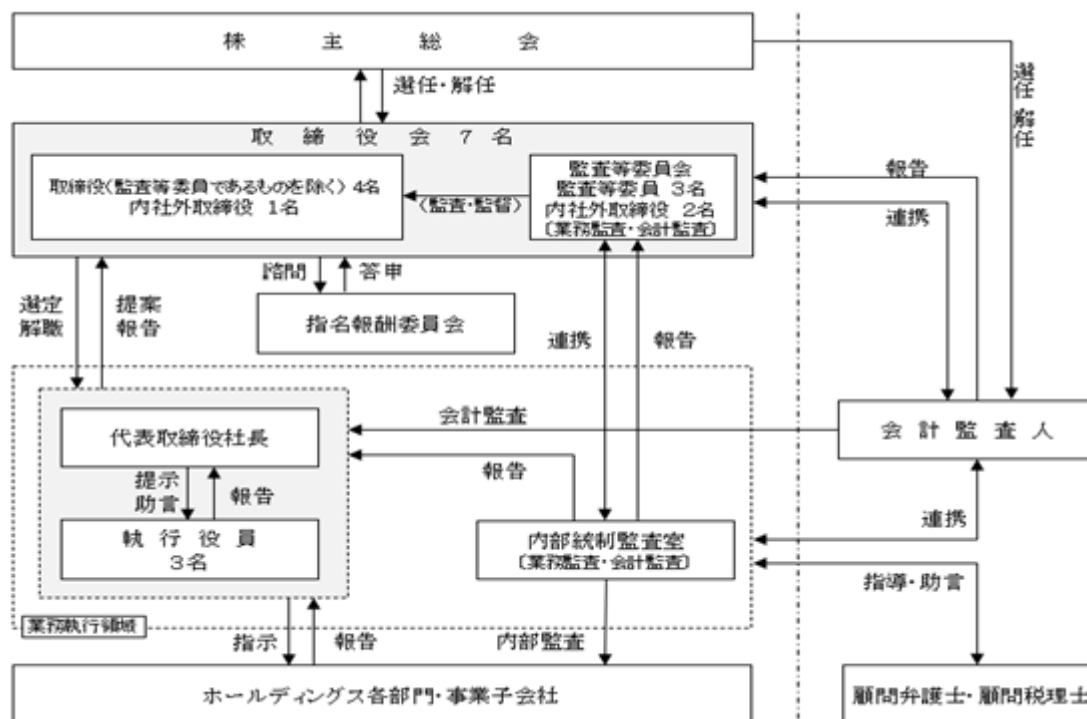 株主総会
選任・解任
選任・解任
取締役会7名
取締役(監査等委員であるものを除く)4名
内社外取締役 1名
〈監査・監督〉
監査等委員会
監査等委員 3名
内社外取締役 2名
〔業務監査・会計監査〕
報告
連携
諮問
答申
選定
解職
提案
報告
指名報酬委員会
連携
報告
代表取締役社長
会計監査
会計監査人
提示
助言
報告
報告
執行役員
3名
内部統制監査室
〔業務監査・会計監査〕
連携
指導・助言
業務執行領域
指示
報告
内部監査
ホールディングス各部門・事業子会社
顧問弁護士・顧問税理士